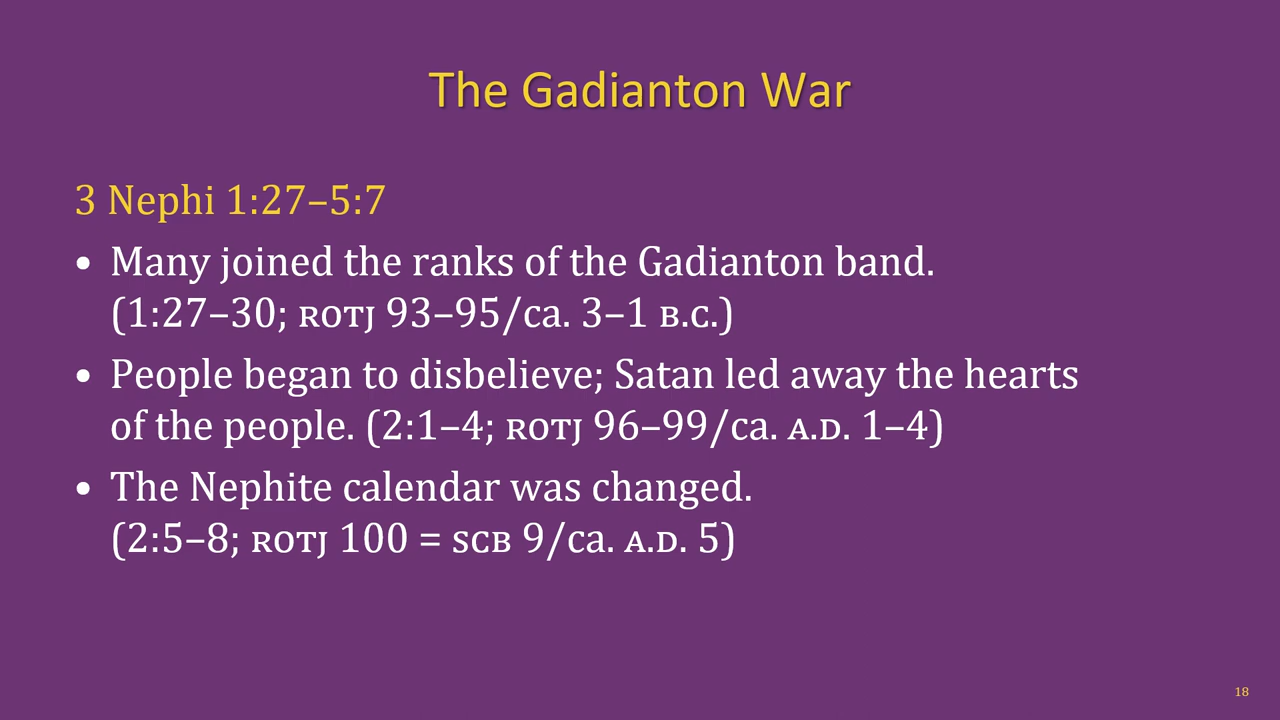 The Gadianton War
3 Nephi 1:27–5:7
• Many joined the ranks of the Gadianton band.
(1:27–30; ROTJ 93–95/ca. 3–1 B.C.)
• People began to disbelieve; Satan led away the hearts
of the people. (2:1–4; ROTJ 96–99/ca. A.D. 1–4)
• The Nephite calendar was changed.
(2:5–8; ROTJ 100 = SCB 9/ca. A.D. 5)
18